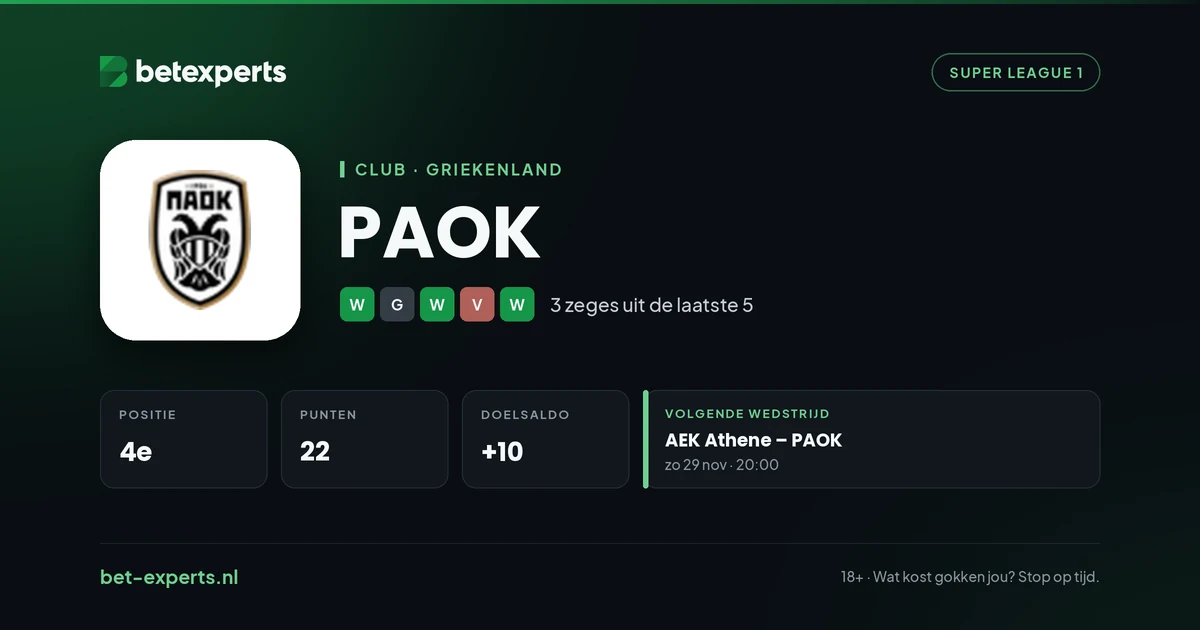 betexperts
SUPER LEAGUE 1
ΠΑΟΚ
CLUB · GRIEKENLAND
PAOK
W G W V W 3 zeges uit de laatste 5
POSITIE
4e
PUNTEN
22
DOELSALDO
+10
VOLGENDE WEDSTRIJD
AEK Athene – PAOK
zo 29 nov · 20:00
bet-experts.nl
18+ · Wat kost gokken jou? Stop op tijd.